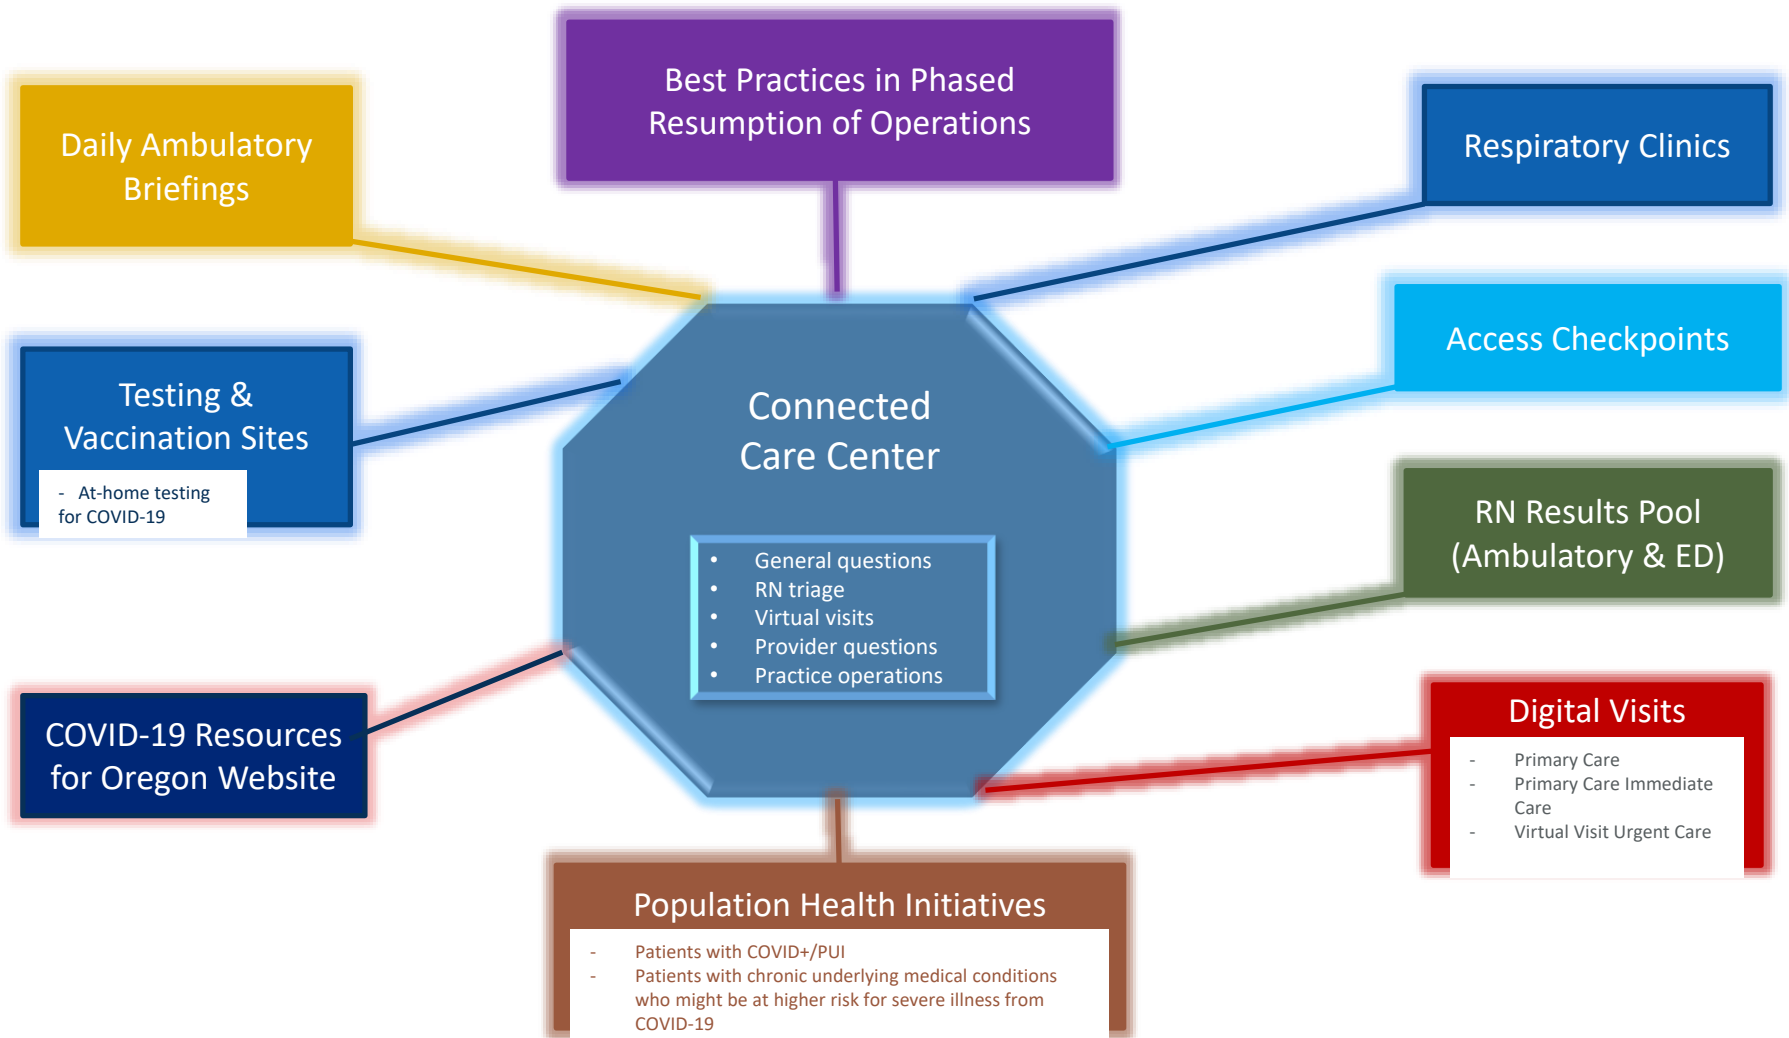 Best Practices in Phased
Resumption of Operations
Daily Ambulatory
Briefings
Respiratory Clinics
Access Checkpoints
Testing &
Vaccination Sites
- At-home testing
for COVID-19
Connected
Care Center
• General questions
• RN triage
• Virtual visits
• Provider questions
• Practice operations
RN Results Pool
(Ambulatory & ED)
COVID-19 Resources
for Oregon Website
Digital Visits
- Primary Care
- Primary Care Immediate
Care
- Virtual Visit Urgent Care
Population Health Initiatives
- Patients with COVID+/PUI
- Patients with chronic underlying medical conditions
who might be at higher risk for severe illness from
COVID-19